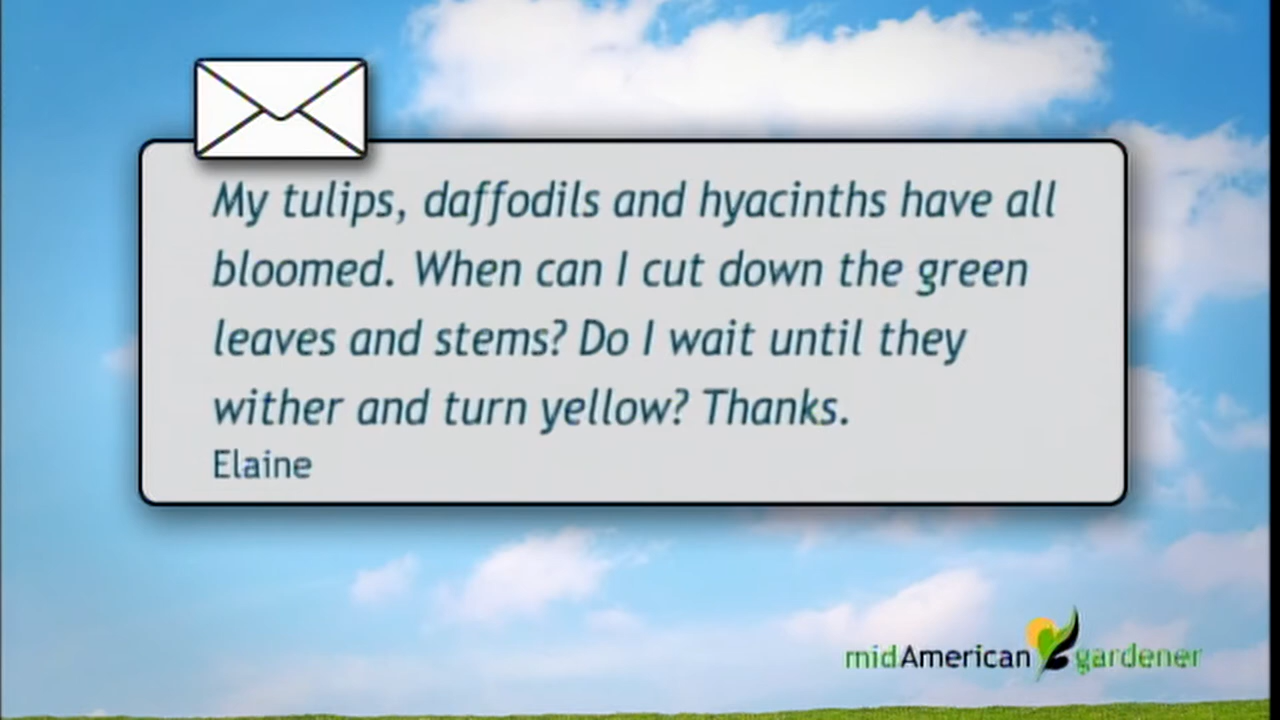 My tulips, daffodils and hyacinths have all
bloomed. When can I cut down the green
leaves and stems? Do I wait until they
wither and turn yellow? Thanks.
Elaine
midAmerican gardener